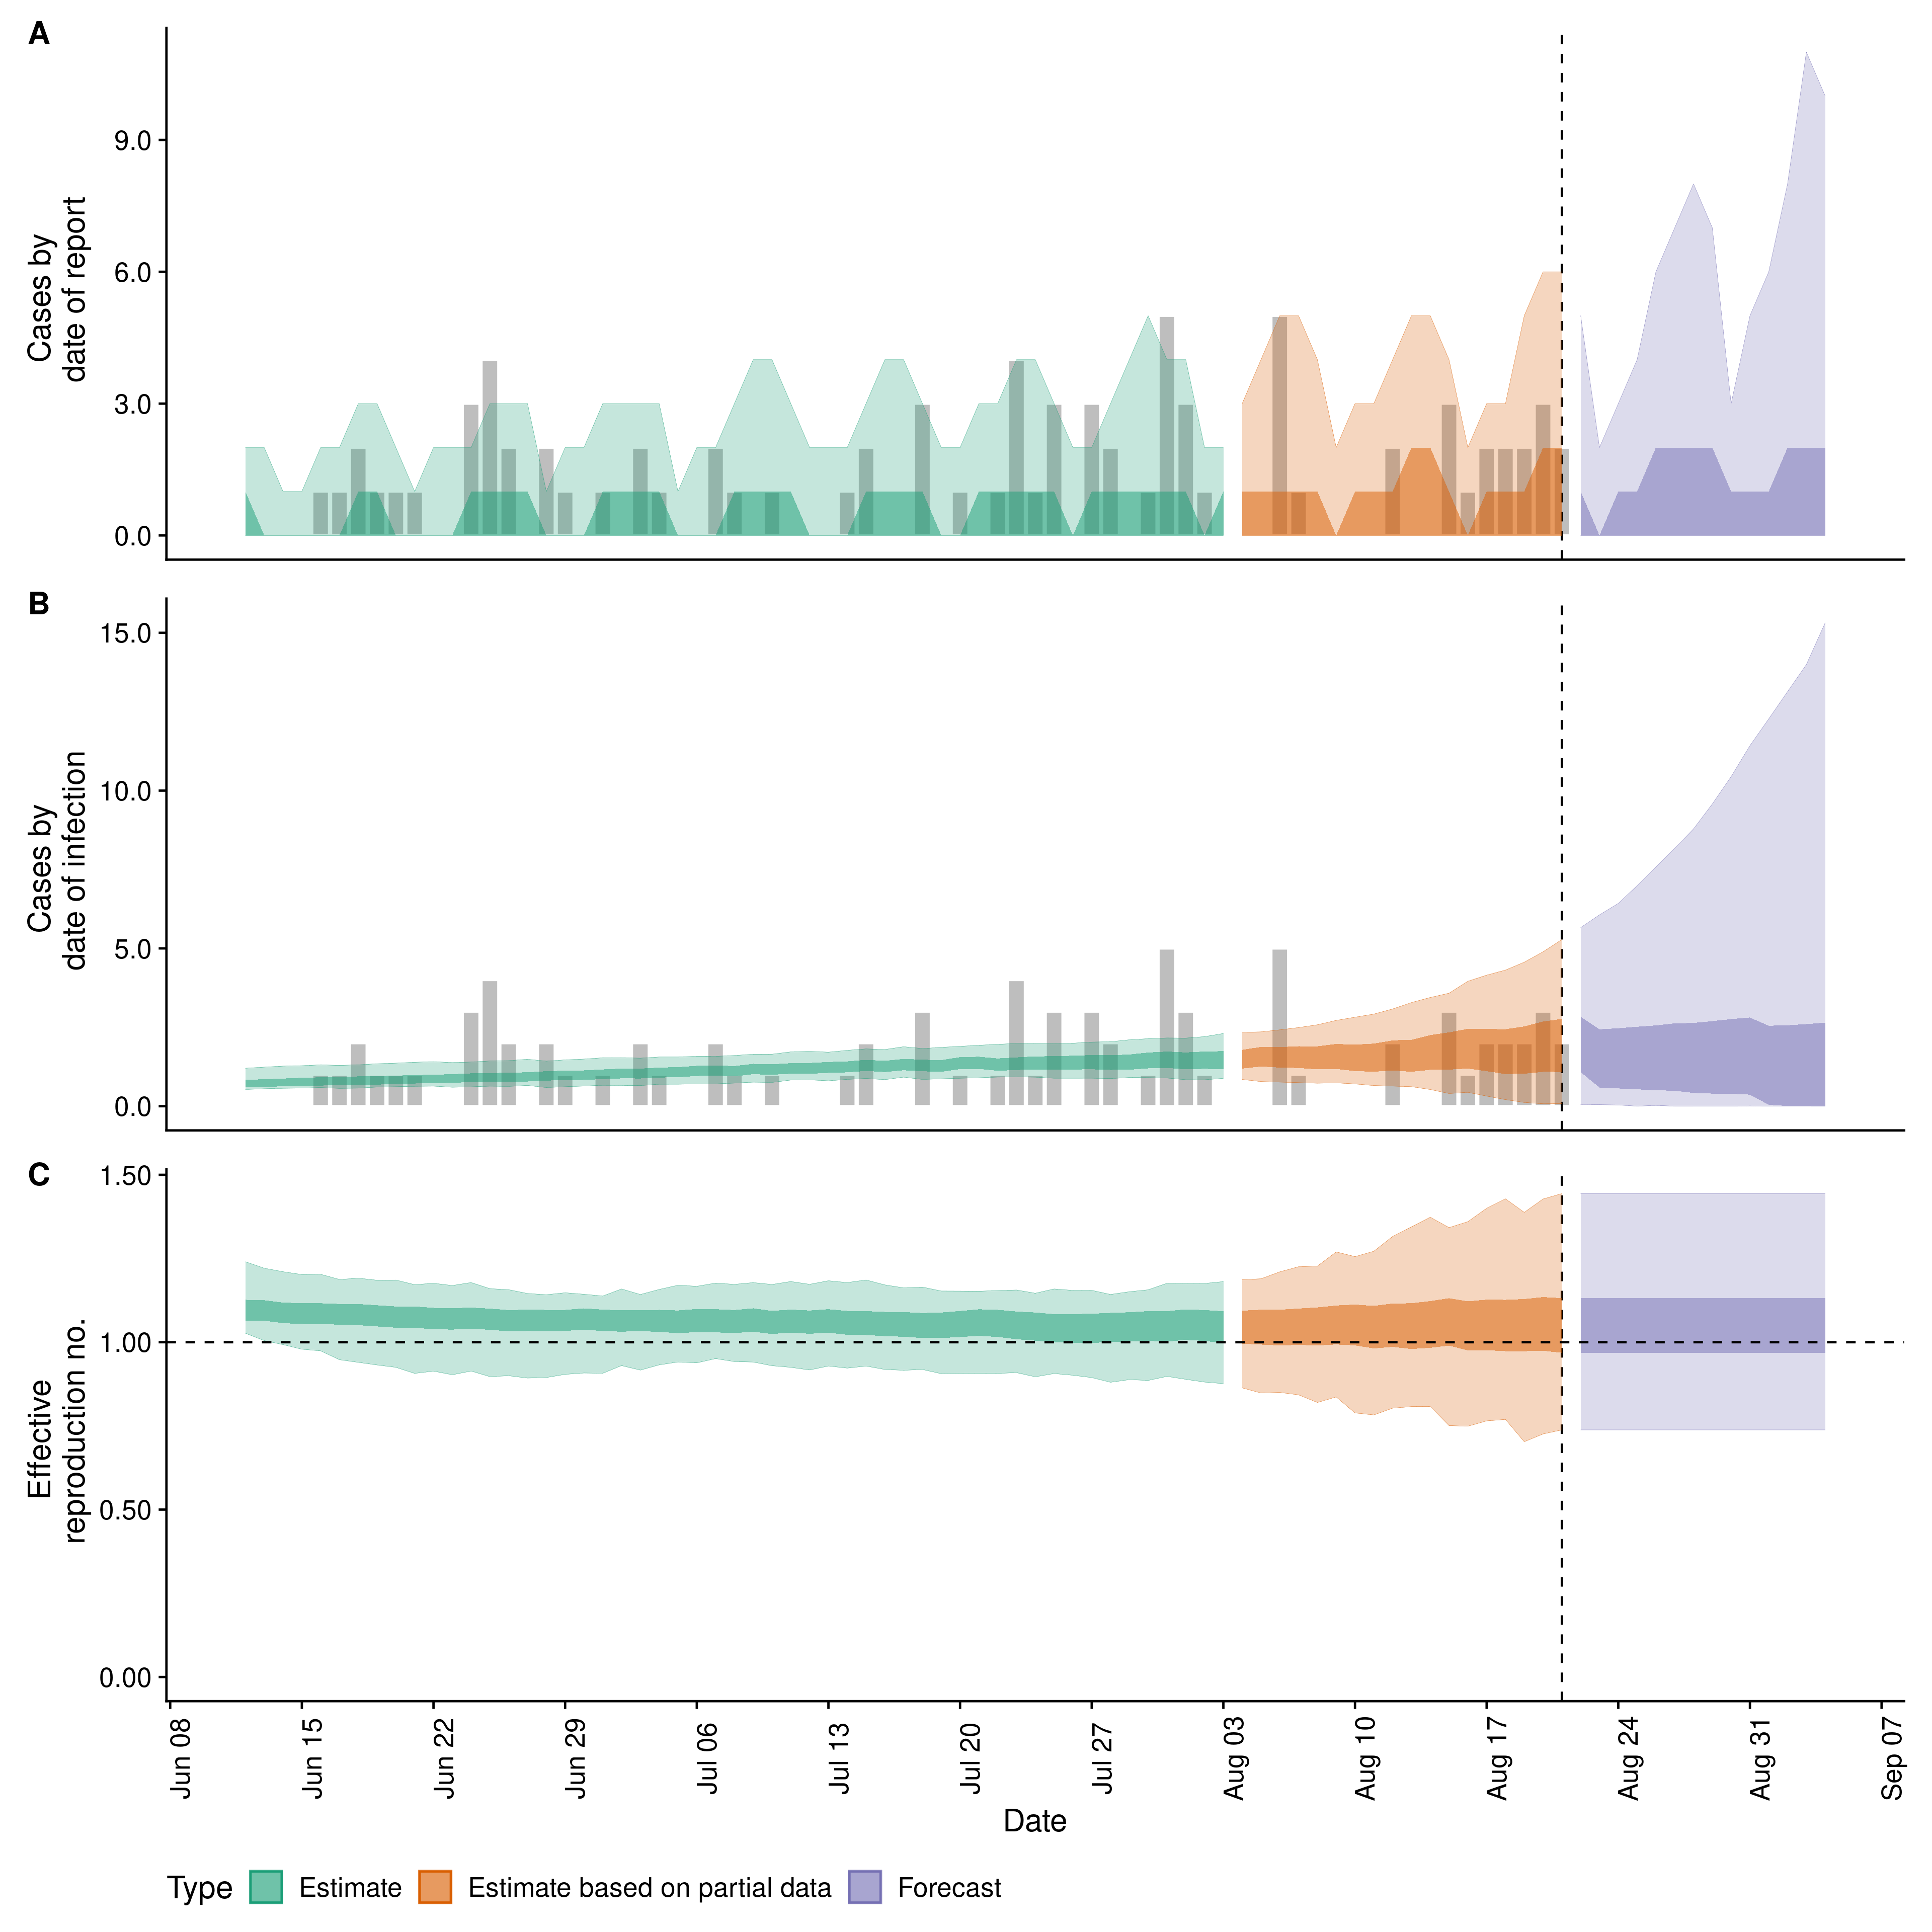 A
Cases by
date of report
9.0
6.0
3.0
0.0
B
Cases by
date of infection
15.0
10.0
5.0
0.0
C
Effective
reproduction no.
1.50
1.00
0.50
0.00
Jun 08
Jun 15
Jun 22
Jun 29
Jul 06
Jul 13
Jul 20
Jul 27
Aug 03
Aug 10
Aug 17
Aug 24
Aug 31
Sep 07
Date
Type Estimate Estimate based on partial data Forecast